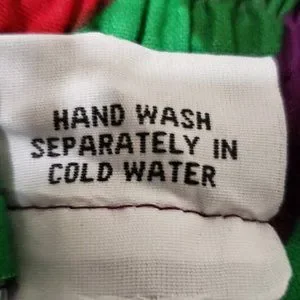 HAND WASH
SEPARATELY IN
COLD WATER